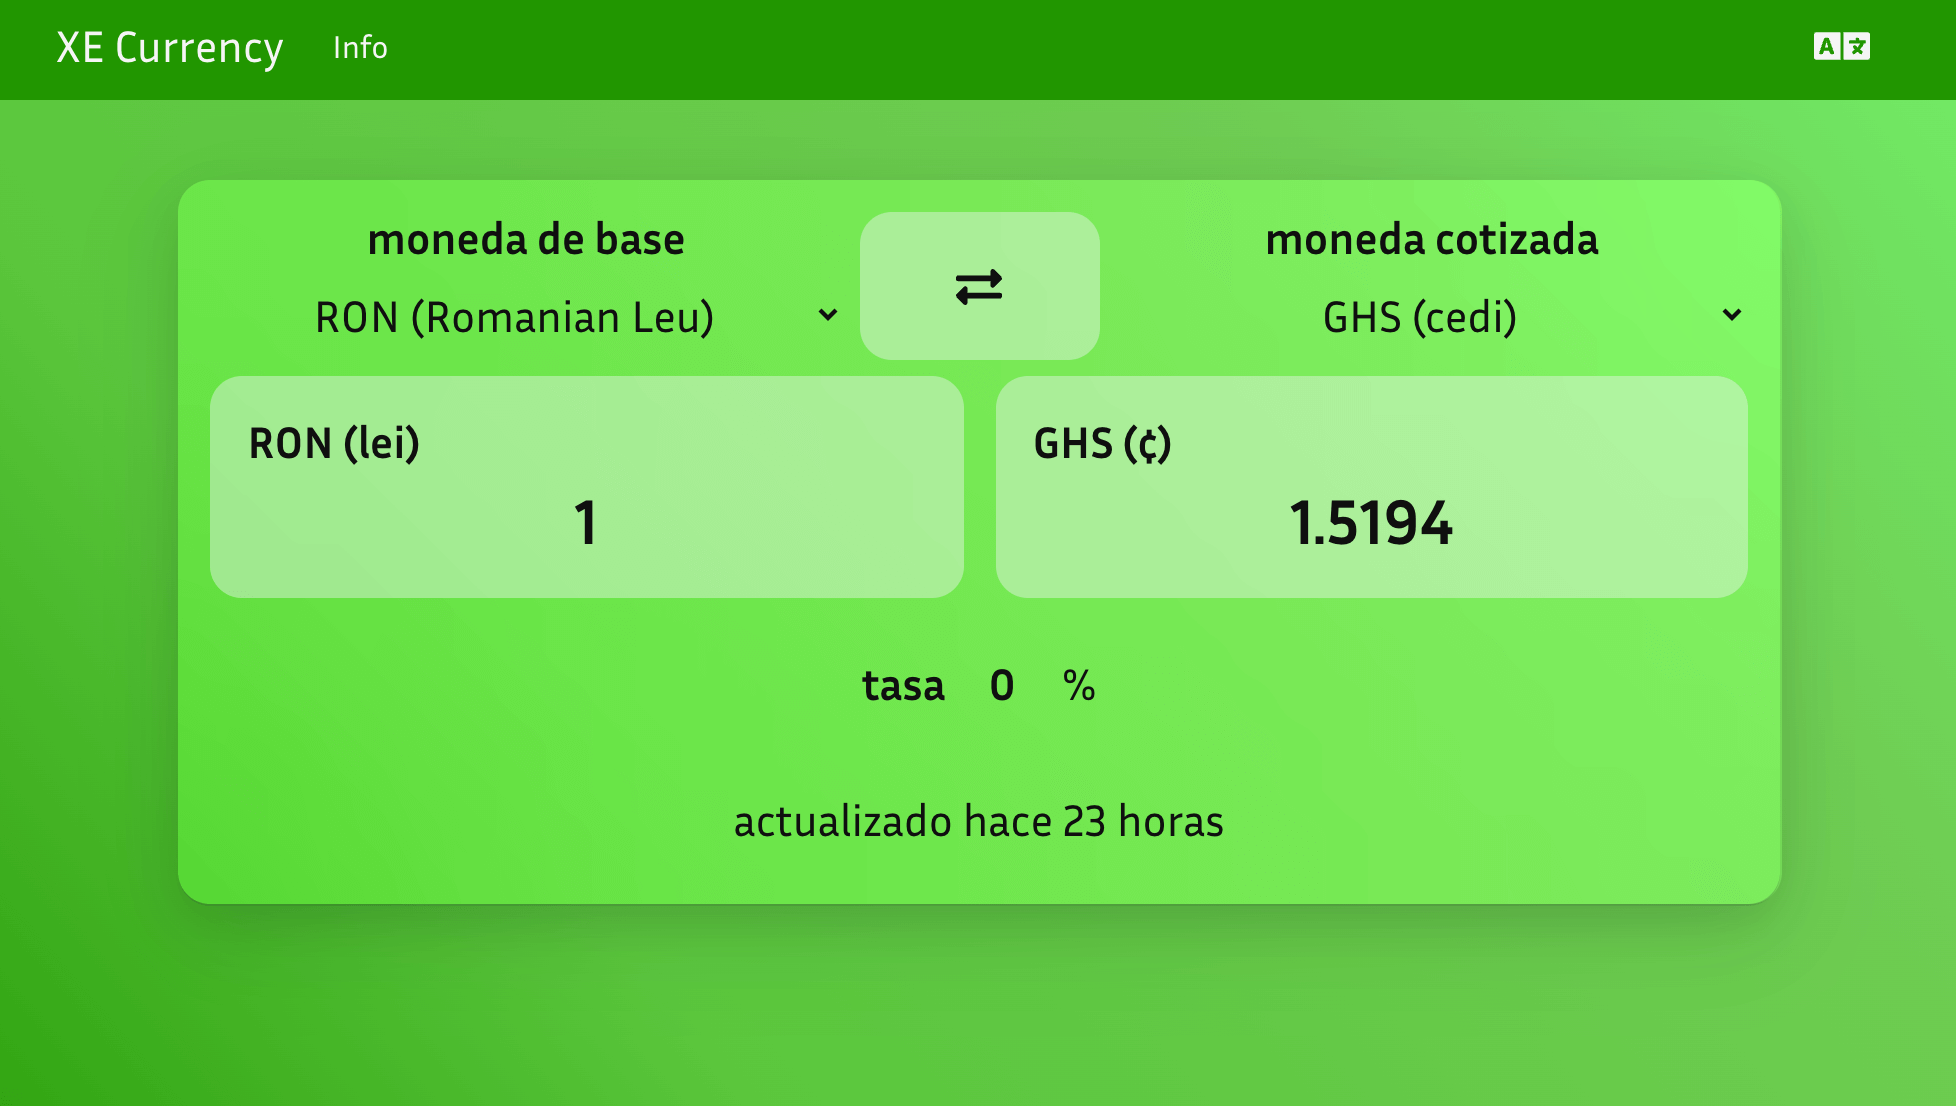 XE Currency Info
moneda de base
RON (Romanian Leu)
moneda cotizada
GHS (cedi)
RON (lei)
1
GHS (₵)
1.5194
tasa 0 %
actualizado hace 23 horas